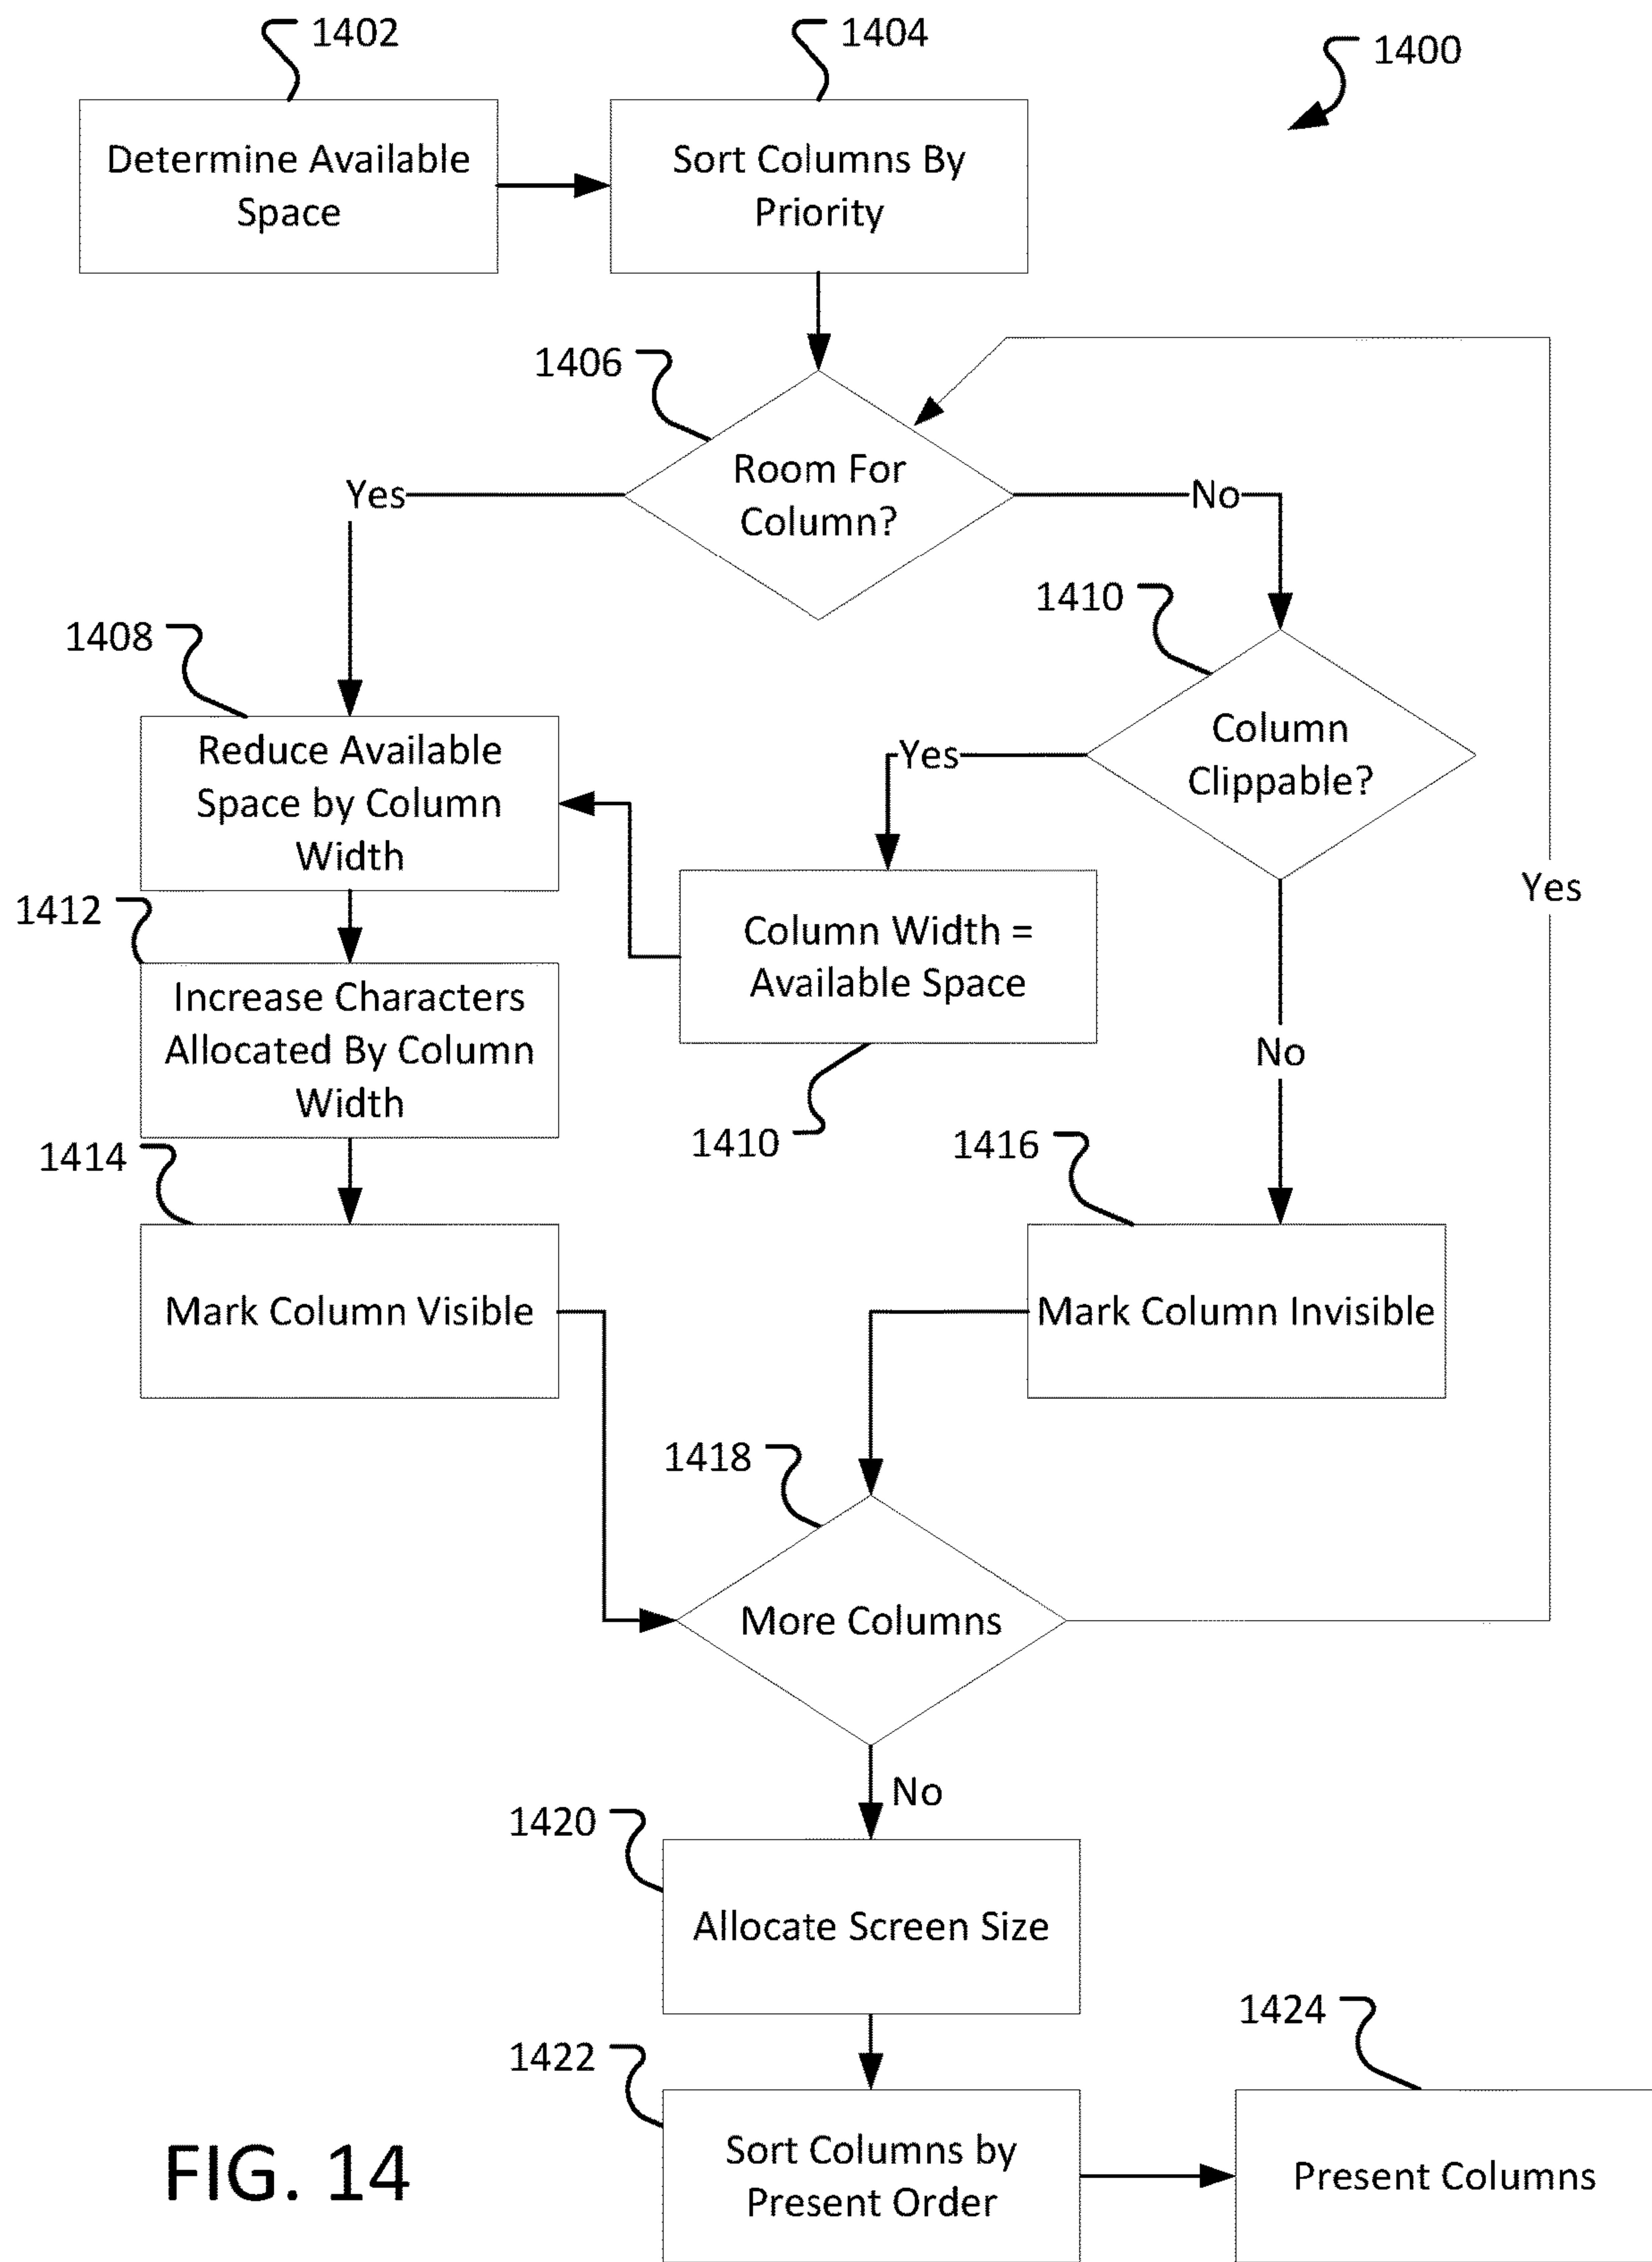 1402
1404
1400
Determine Available
Space
Sort Columns By
Priority
1406
Room For
Column?
Yes
No
1410
1408
Column
Clippable?
Yes
Reduce Available
Space by Column
Width
Yes
1412
Column Width =
Available Space
Increase Characters
Allocated By Column
Width
No
1410
1414
1416
Mark Column Visible
Mark Column Invisible
1418
More Columns
No
1420
Allocate Screen Size
1424
1422
Sort Columns by
Present Order
Present Columns
FIG. 14